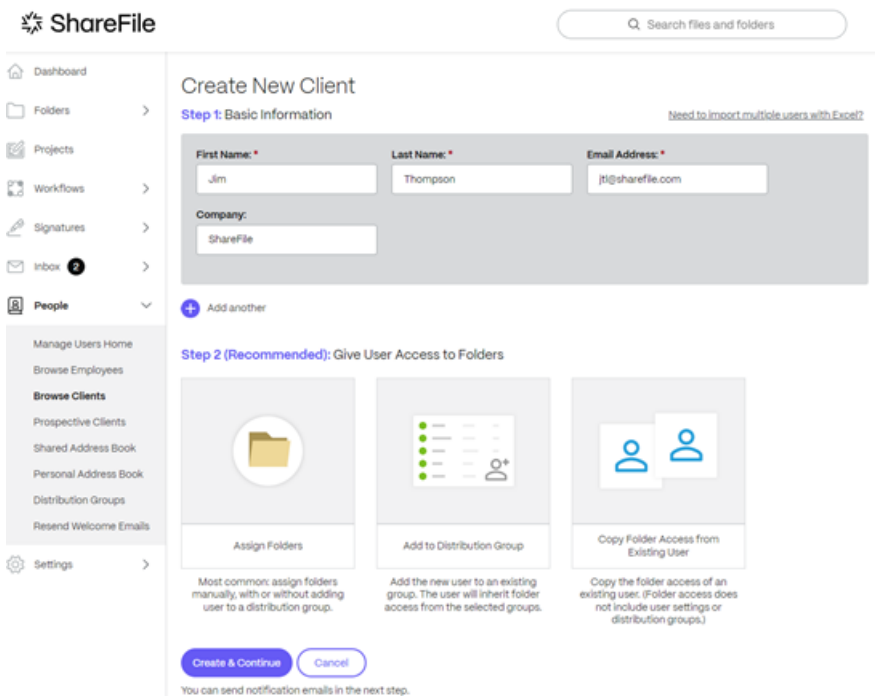 ShareFile
Search files and folders
Dashboard
Folders
Projects
Workflows
Signatures
Inbox 2
People
Manage Users Home
Browse Employees
Browse Clients
Prospective Clients
Shared Address Book
Personal Address Book
Distribution Groups
Resend Welcome Emails
Settings
Create New Client
Step 1: Basic Information
Need to import multiple users with Excel?
First Name: * Last Name: * Email Address: *
Jim Thompson jtl@sharefile.com
Company:
ShareFile
Add another
Step 2 (Recommended): Give User Access to Folders
Assign Folders
Most common: assign folders
manually, with or without adding
user to a distribution group.
Add to Distribution Group
Add the new user to an existing
group. The user will inherit folder
access from the selected groups.
Copy Folder Access from
Existing User
Copy the folder access of an
existing user. (Folder access does
not include user settings or
distribution groups.)
Create & Continue Cancel
You can send notification emails in the next step.